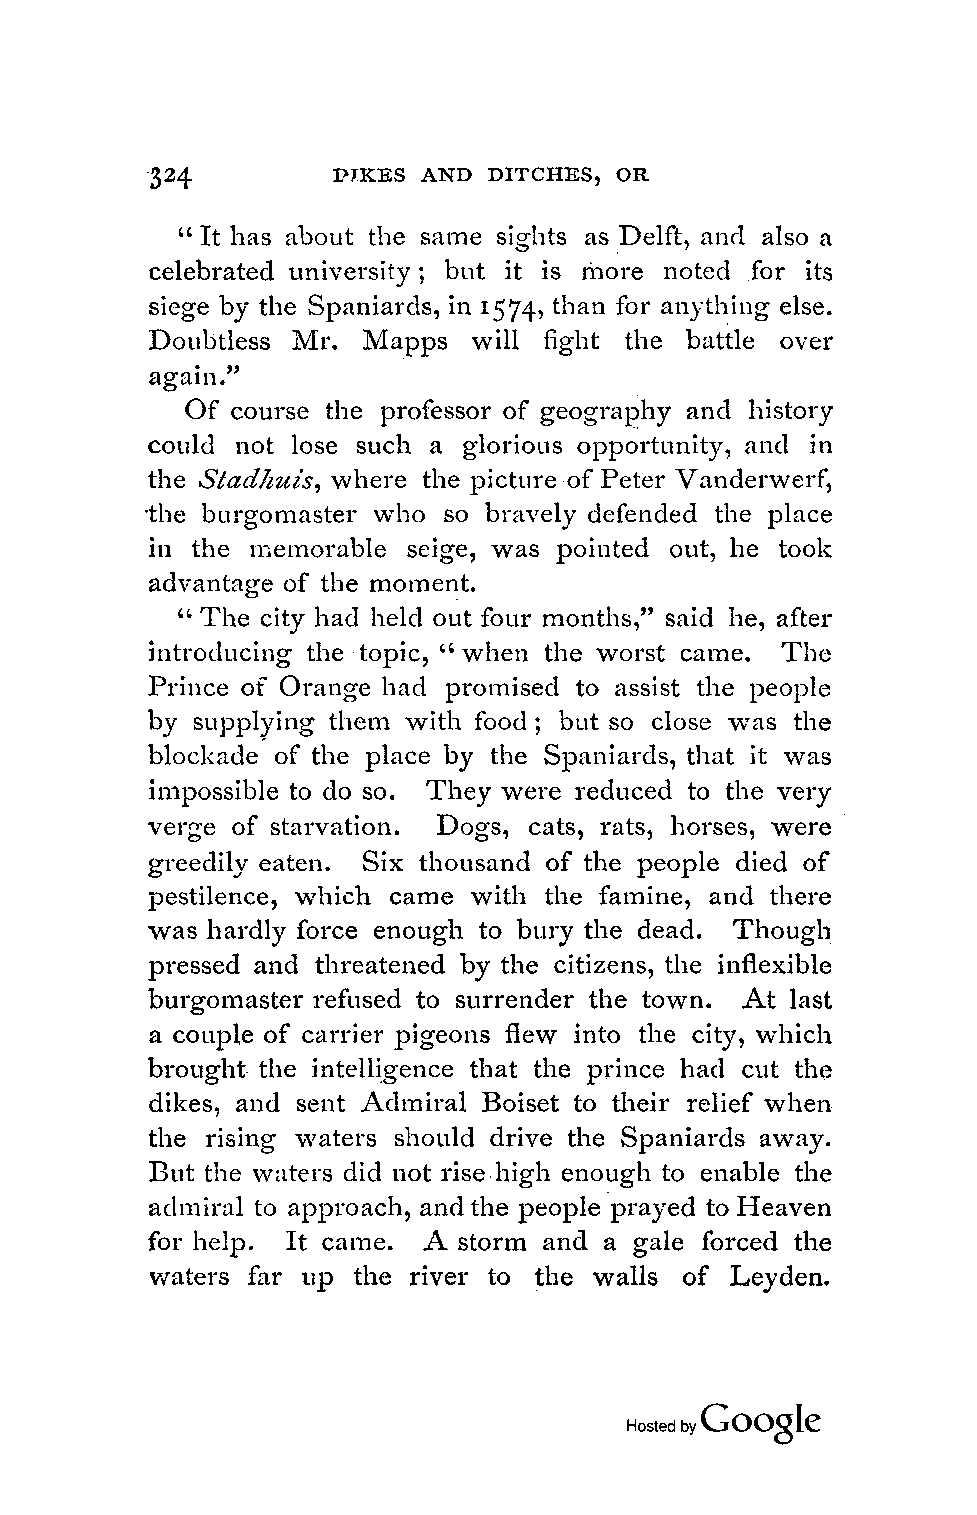 324 DIKES AND DITCHES, OR
“ It has about the same sights as Delft, and also a
celebrated university ; but it is more noted for its
siege by the Spaniards, in 1574, than for anything else.
Doubtless Mr. Mapps will fight the battle over
again.”
Of course the professor of geography and history
could not lose such a glorious opportunity, and in
the Stadhuis, where the picture of Peter Vanderwerf,
the burgomaster who so bravely defended the place
in the memorable seige, was pointed out, he took
advantage of the moment.
“ The city had held out four months,” said he, after
introducing the topic, “ when the worst came. The
Prince of Orange had promised to assist the people
by supplying them with food ; but so close was the
blockade of the place by the Spaniards, that it was
impossible to do so. They were reduced to the very
verge of starvation. Dogs, cats, rats, horses, were
greedily eaten. Six thousand of the people died of
pestilence, which came with the famine, and there
was hardly force enough to bury the dead. Though
pressed and threatened by the citizens, the inflexible
burgomaster refused to surrender the town. At last
a couple of carrier pigeons flew into the city, which
brought the intelligence that the prince had cut the
dikes, and sent Admiral Boiset to their relief when
the rising waters should drive the Spaniards away.
But the waters did not rise high enough to enable the
admiral to approach, and the people prayed to Heaven
for help. It came. A storm and a gale forced the
waters far up the river to the walls of Leyden.
Hosted by Google